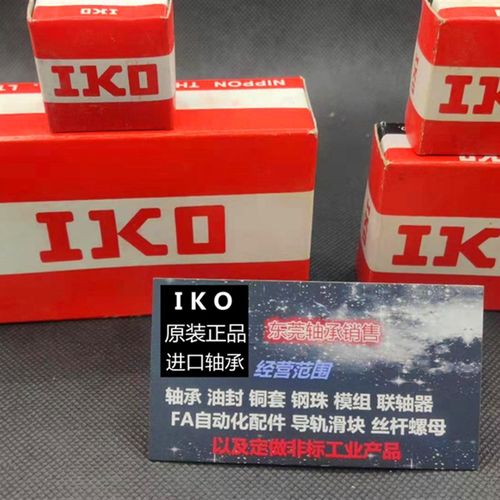 IKO
IKO
NIPPON TH
IKO
IKO
IKO
原装正品
进口轴承
东莞轴承销售
经营范围
轴承 油封 铜套 钢珠 模组 联轴器
FA自动化配件 导轨滑块 丝杆螺母
以及定做非标工业产品